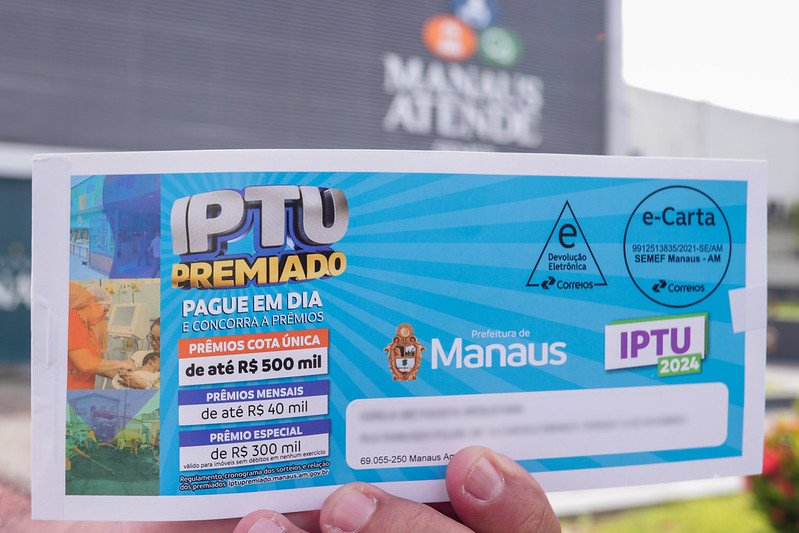 MANAUS
ATENDE
IPTU
PREMIADO
PAGUE EM DIA
E CONCORRA A PRÊMIOS
PRÊMIOS COTA ÚNICA
de até R$ 500 mil
PRÊMIOS MENSAIS
de até R$ 40 mil
PRÊMIO ESPECIAL
de R$ 300 mil
válido para imóveis sem débitos em nenhum exercício
Regulamento, cronograma dos sorteios e relação
dos premiados: iptupremiado.manaus.am.gov.br
e
Devolução
Eletrônica
Correios
e-Carta
9912513835/2021-SE/AM
SEMEF Manaus - AM
Correios
Prefeitura de
Manaus
IPTU
2024
69.055-250 Manaus